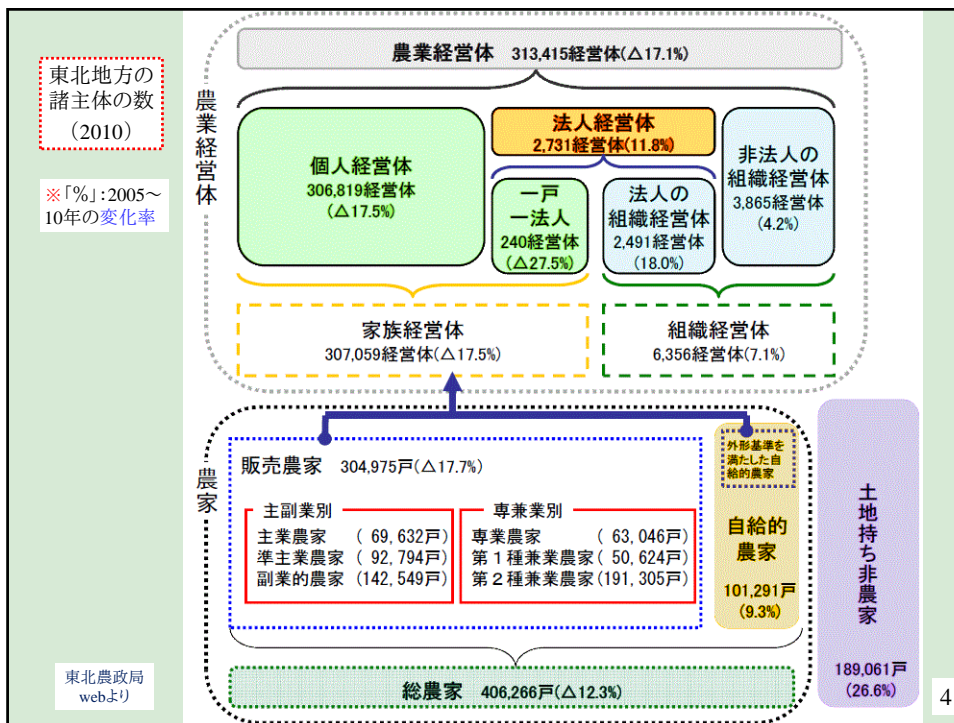 農業経営体 313,415経営体(△17.1%)
東北地方の
諸主体の数
（2010）
※「%」:2005～
10年の変化率
農業経営体
個人経営体
306,819経営体
(△17.5%)
法人経営体
2,731経営体(11.8%)
一戸
一法人
240経営体
(△27.5%)
法人の
組織経営体
2,491経営体
(18.0%)
非法人の
組織経営体
3,865経営体
(4.2%)
家族経営体
307,059経営体(△17.5%)
組織経営体
6,356経営体(7.1%)
農家
販売農家 304,975戸(△17.7%)
主副業別
主業農家 ( 69,632戸)
準主業農家 ( 92,794戸)
副業的農家 (142,549戸)
専兼業別
専業農家 ( 63,046戸)
第1種兼業農家( 50,624戸)
第2種兼業農家(191,305戸)
外形基準を
満たした自
給的農家
自給的
農家
101,291戸
(9.3%)
土地持ち非農家
189,061戸
(26.6%)
総農家 406,266戸(△12.3%)
東北農政局
webより
4